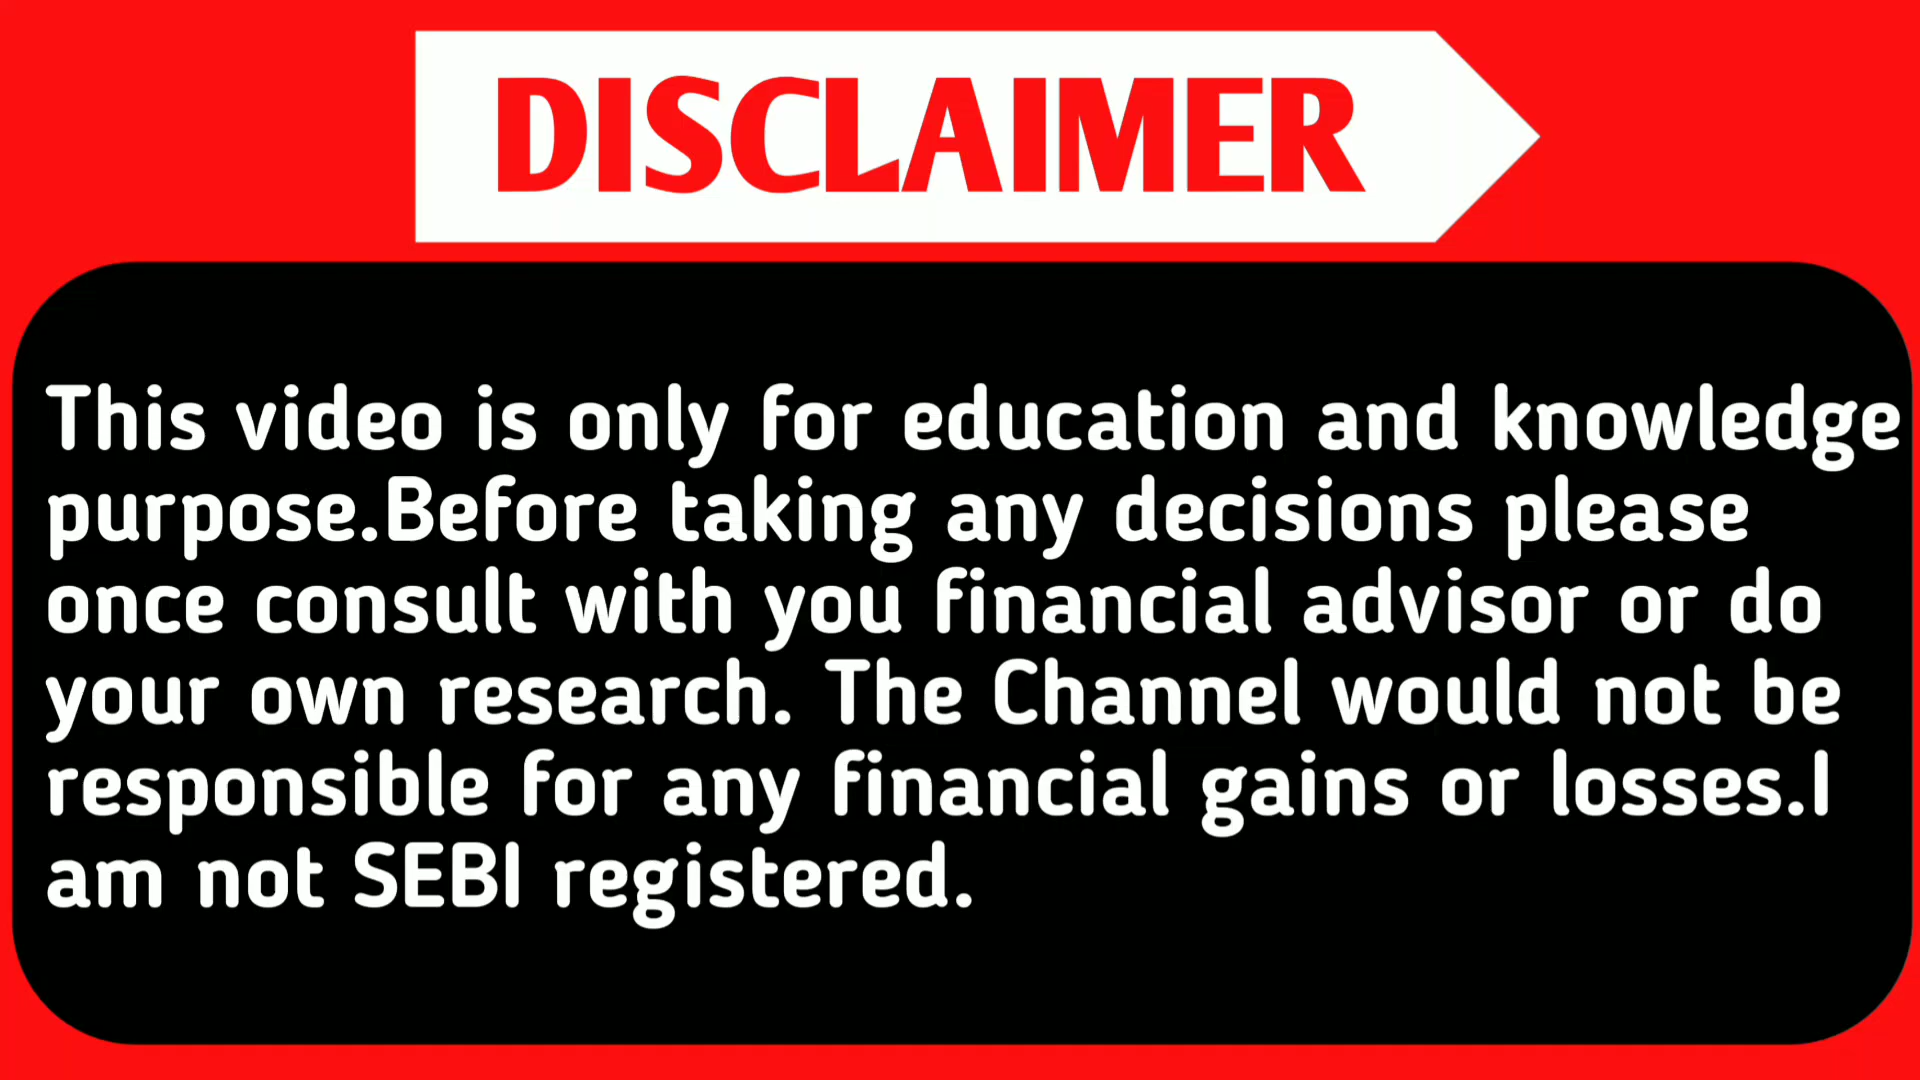 DISCLAIMER
This video is only for education and knowledge
purpose.Before taking any decisions please
once consult with you financial advisor or do
your own research. The Channel would not be
responsible for any financial gains or losses.I
am not SEBI registered.